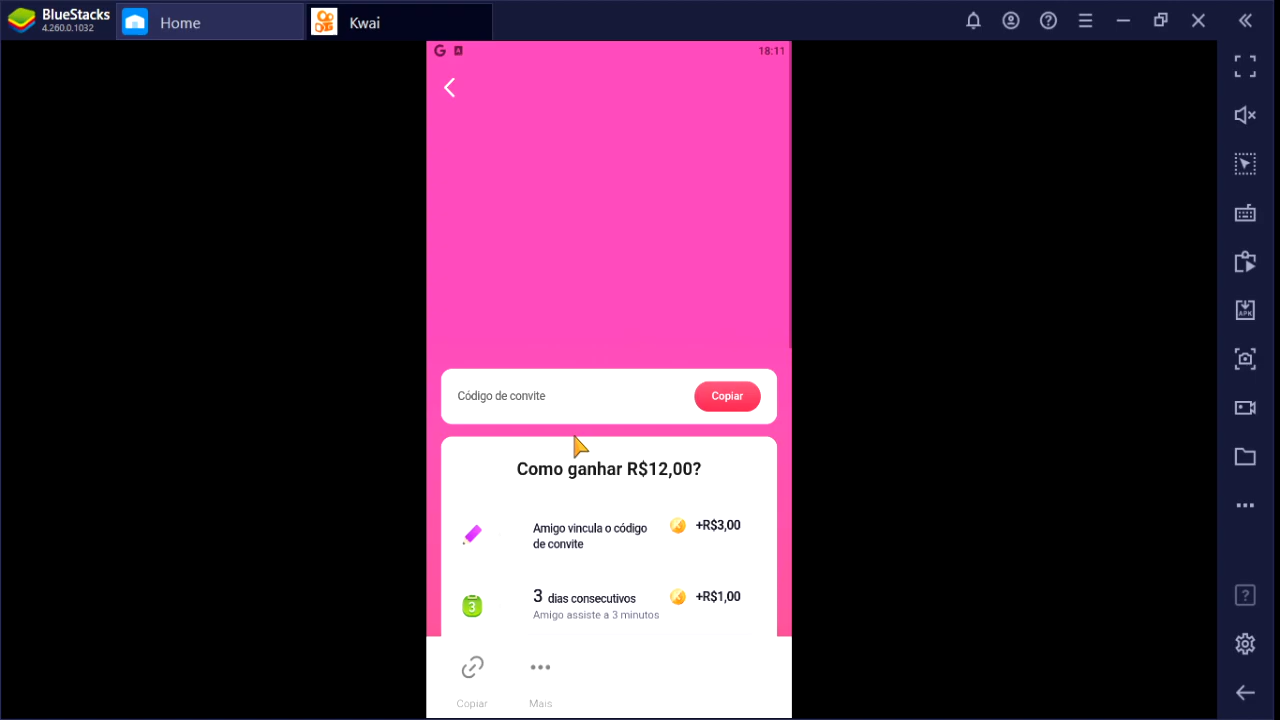 BlueStacks
4.260.0.1032
Home
Kwai
18:11
Código de convite
Copiar
Como ganhar R$12,00?
Amigo vincula o código
de convite
+R$3,00
3
3 dias consecutivos
+R$1,00
Amigo assiste a 3 minutos
Copiar
Mais